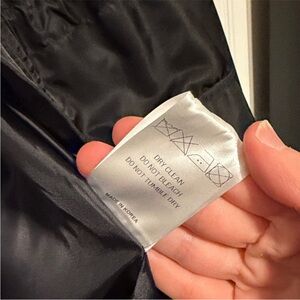 DRY CLEAN
DO NOT BLEACH
DO NOT TUMBLE DRY
MADE IN KOREA